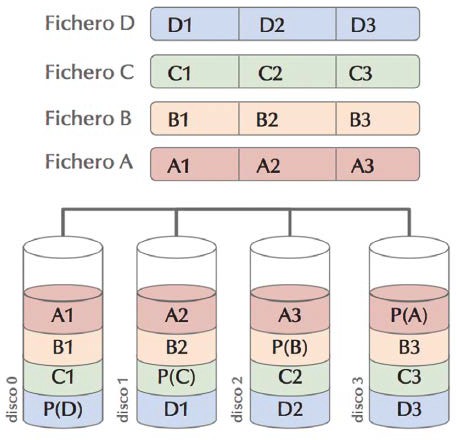 Fichero D D1 D2 D3
Fichero C C1 C2 C3
Fichero B B1 B2 B3
Fichero A A1 A2 A3
A1 A2 A3 P(A)
B1 B2 P(B) B3
C1 P(C) C2 C3
P(D) D1 D2 D3
disco 0
disco 1
disco 2
disco 3